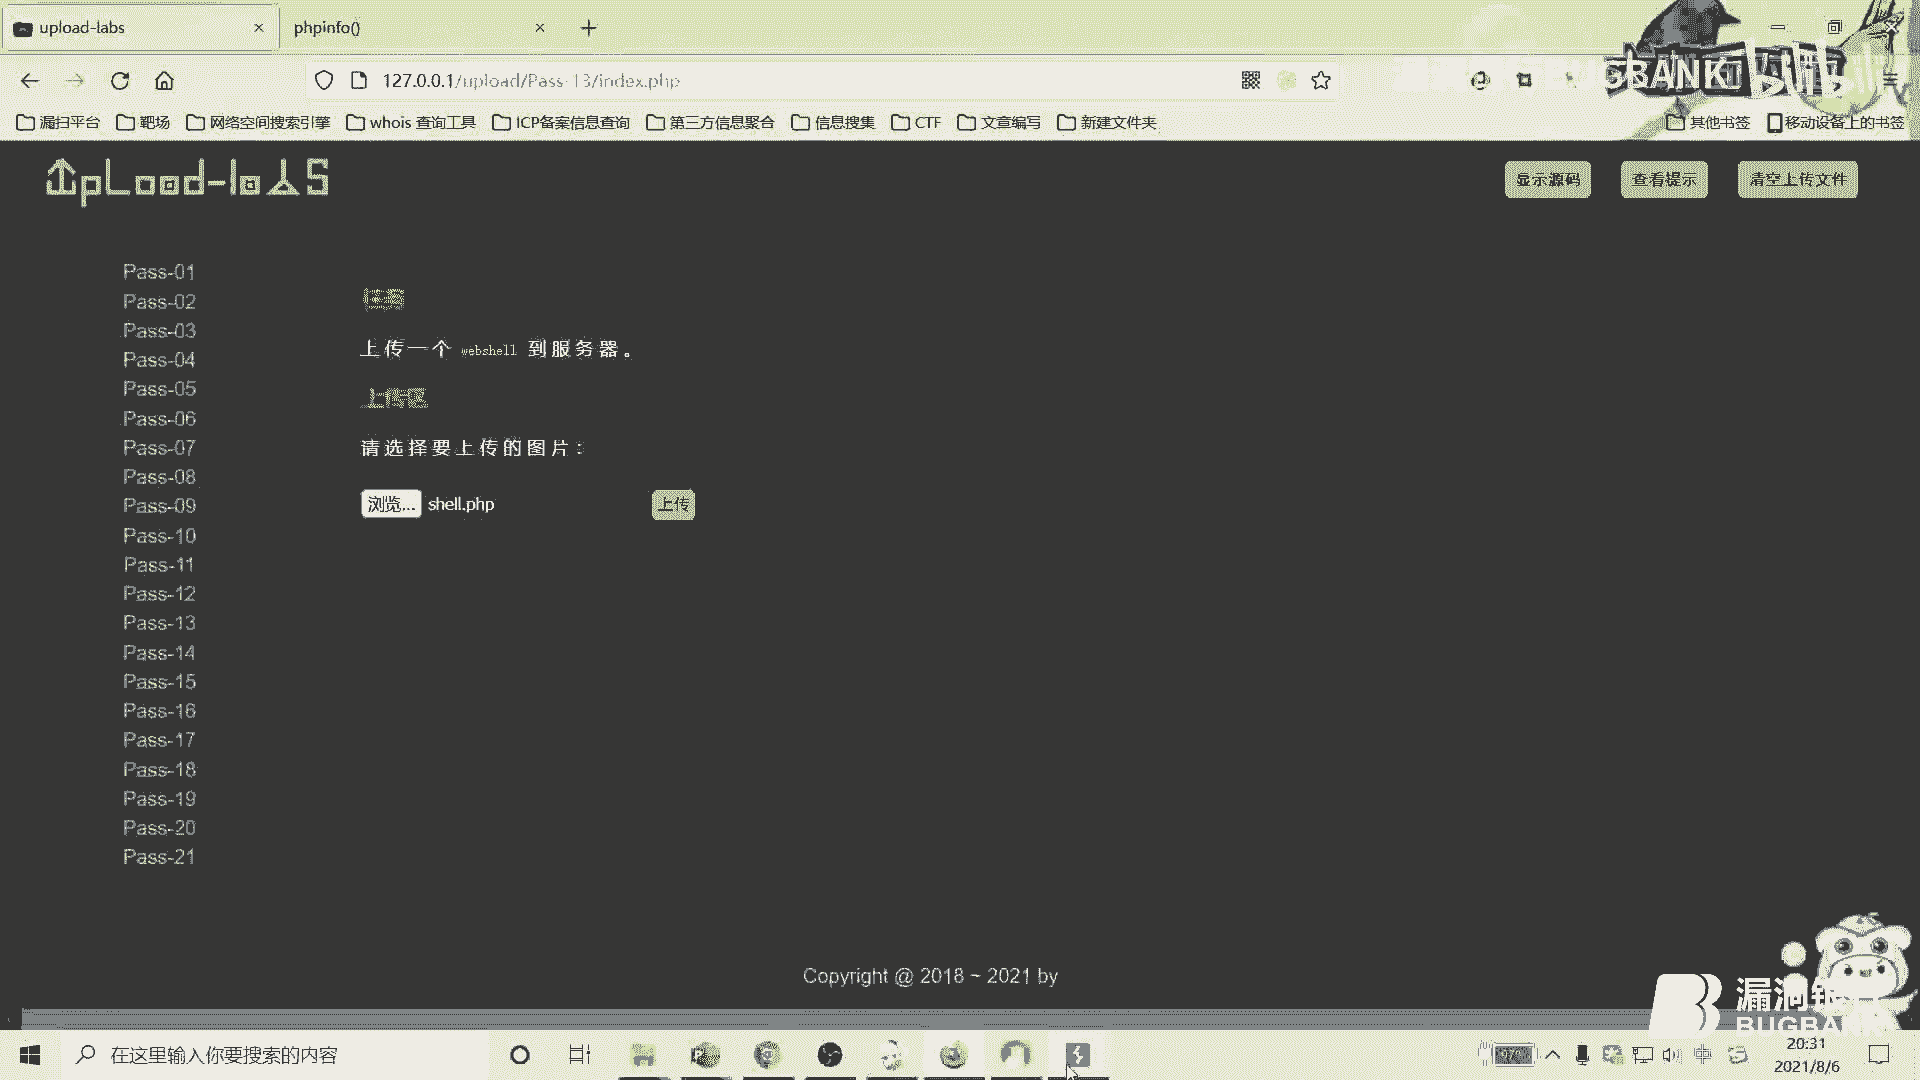 upload-labs
phpinfo()
127.0.0.1/upload/Pass-13/index.php
漏扫平台
靶场
网络空间搜索引擎
whois 查询工具
ICP备案信息查询
第三方信息聚合
信息搜集
CTF
文章编写
新建文件夹
其他书签
移动设备上的书签
UpLoad-labs
显示源码
查看提示
清空上传文件
Pass-01
Pass-02
Pass-03
Pass-04
Pass-05
Pass-06
Pass-07
Pass-08
Pass-09
Pass-10
Pass-11
Pass-12
Pass-13
Pass-14
Pass-15
Pass-16
Pass-17
Pass-18
Pass-19
Pass-20
Pass-21
任务
上传一个 webshell 到服务器。
上传区
请选择要上传的图片：
浏览... shell.php
上传
Copyright @ 2018 ~ 2021 by
漏洞银行
BUGBANK
在这里输入你要搜索的内容
97%
中
20:31
2021/8/6